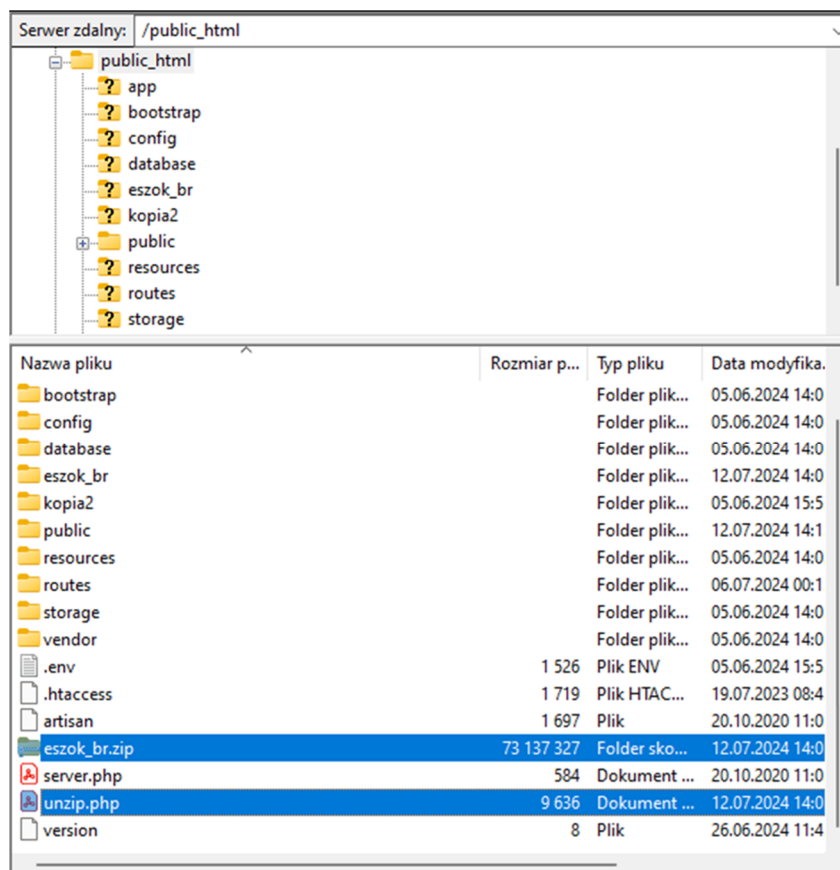 Serwer zdalny: /public_html
public_html
app
bootstrap
config
database
eszok_br
kopia2
public
resources
routes
storage
Nazwa pliku Rozmiar p... Typ pliku Data modyfika.
bootstrap Folder plik... 05.06.2024 14:0
config Folder plik... 05.06.2024 14:0
database Folder plik... 05.06.2024 14:0
eszok_br Folder plik... 12.07.2024 14:0
kopia2 Folder plik... 05.06.2024 15:5
public Folder plik... 12.07.2024 14:1
resources Folder plik... 05.06.2024 14:0
routes Folder plik... 06.07.2024 00:1
storage Folder plik... 05.06.2024 14:0
vendor Folder plik... 05.06.2024 14:0
.env 1 526 Plik ENV 05.06.2024 15:5
.htaccess 1 719 Plik HTAC... 19.07.2023 08:4
artisan 1 697 Plik 20.10.2020 11:0
eszok_br.zip 73 137 327 Folder sko... 12.07.2024 14:0
server.php 584 Dokument ... 20.10.2020 11:0
unzip.php 9 636 Dokument ... 12.07.2024 14:0
version 8 Plik 26.06.2024 11:4